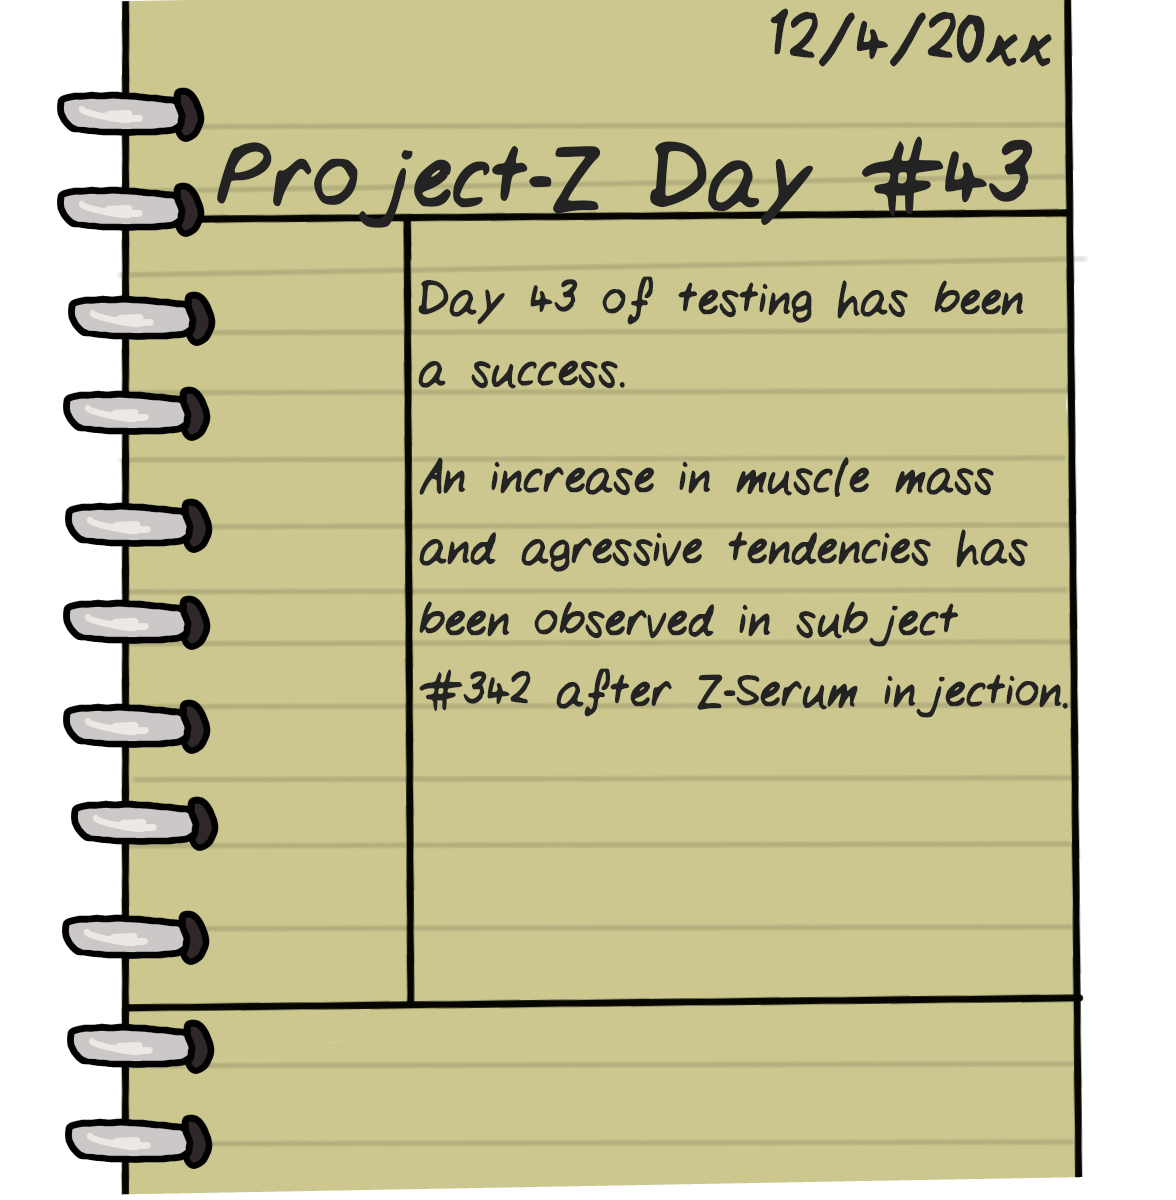 12/4/20xx
Project-Z Day #43
Day 43 of testing has been
a success.
An increase in muscle mass
and agressive tendencies has
been observed in subject
#342 after Z-Serum injection.